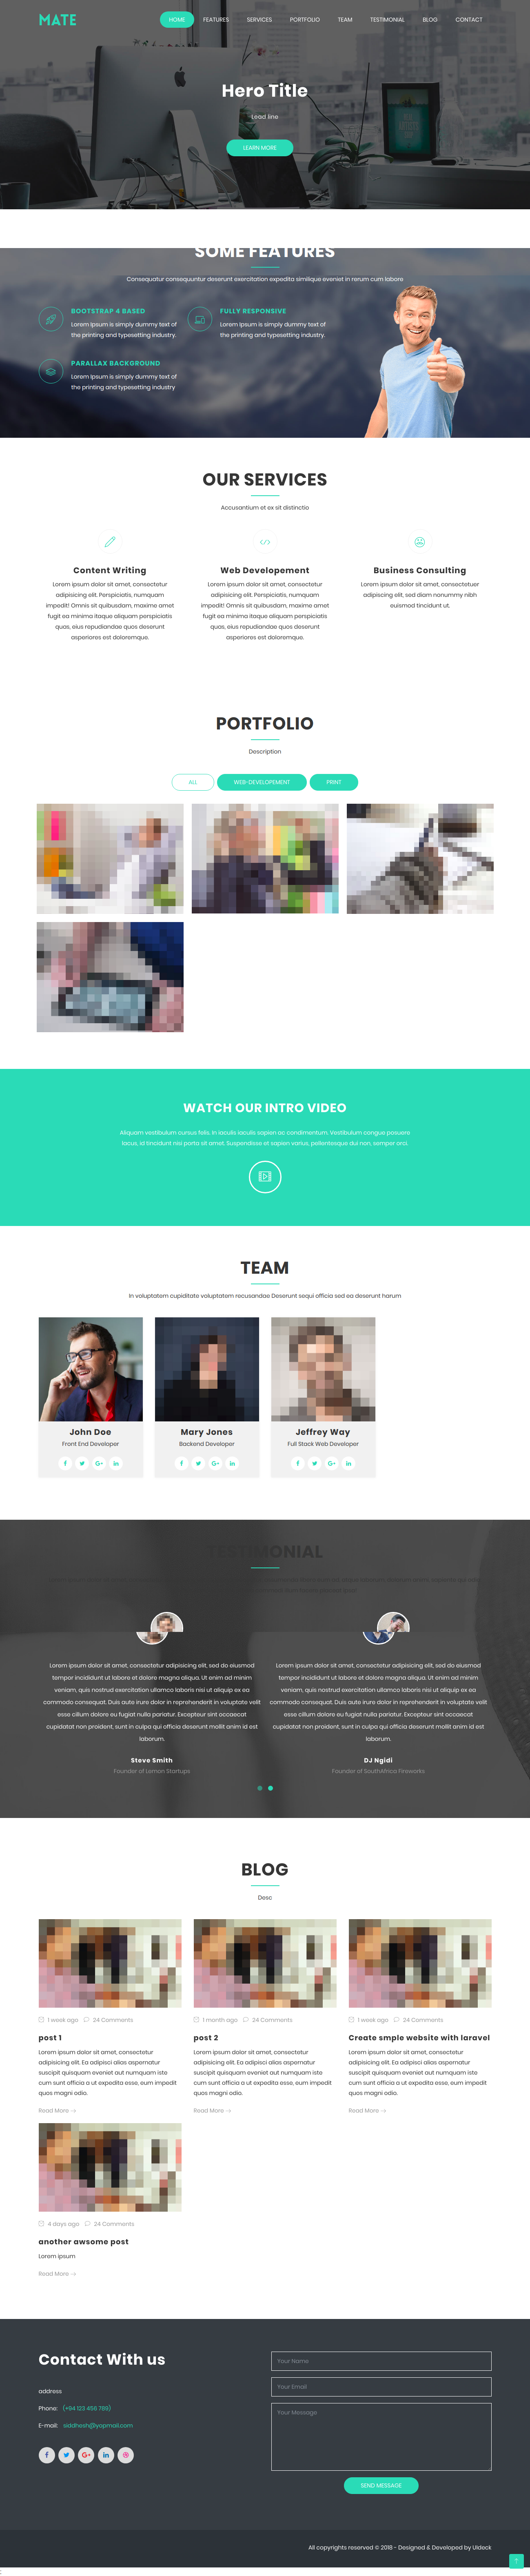 MATE
HOME FEATURES SERVICES PORTFOLIO TEAM TESTIMONIAL BLOG CONTACT
Hero Title
Lead line
LEARN MORE
SOME FEATURES
Consequatur consequuntur deserunt exercitation expedita similique eveniet in rerum cum labore
BOOTSTRAP 4 BASED
Lorem Ipsum is simply dummy text of
the printing and typesetting industry.
FULLY RESPONSIVE
Lorem Ipsum is simply dummy text of
the printing and typesetting industry.
PARALLAX BACKGROUND
Lorem Ipsum is simply dummy text of
the printing and typesetting industry
OUR SERVICES
Accusantium et ex sit distinctio
Content Writing
Lorem ipsum dolor sit amet, consectetur
adipisicing elit. Perspiciatis, numquam
impedit! Omnis sit quibusdam, maxime amet
fugit ea minima itaque aliquam perspiciatis
quas, eius repudiandae quos deserunt
asperiores est doloremque.
Web Developement
Lorem ipsum dolor sit amet, consectetur
adipisicing elit. Perspiciatis, numquam
impedit! Omnis sit quibusdam, maxime amet
fugit ea minima itaque aliquam perspiciatis
quas, eius repudiandae quos deserunt
asperiores est doloremque.
Business Consulting
Lorem ipsum dolor sit amet, consectetuer
adipiscing elit, sed diam nonummy nibh
euismod tincidunt ut.
PORTFOLIO
Description
ALL
WEB-DEVELOPEMENT
PRINT
WATCH OUR INTRO VIDEO
Aliquam vestibulum cursus felis. In iaculis iaculis sapien ac condimentum. Vestibulum congue posuere
lacus, id tincidunt nisi porta sit amet. Suspendisse et sapien varius, pellentesque dui non, semper orci.
TEAM
In voluptatem cupiditate voluptatem recusandae Deserunt sequi officia sed ea deserunt harum
John Doe
Front End Developer
Mary Jones
Backend Developer
Jeffrey Way
Full Stack Web Developer
TESTIMONIAL
Lorem ipsum dolor sit amet, consectetur adipisicing elit, sed do eiusmod
tempor incididunt ut labore et dolore magna aliqua. Ut enim ad minim
veniam, quis nostrud exercitation ullamco laboris nisi ut aliquip ex ea
commodo consequat. Duis aute irure dolor in reprehenderit in voluptate velit
esse cillum dolore eu fugiat nulla pariatur. Excepteur sint occaecat
cupidatat non proident, sunt in culpa qui officia deserunt mollit anim id est
laborum.
Steve Smith
Founder of Lemon Startups
Lorem ipsum dolor sit amet, consectetur adipisicing elit, sed do eiusmod
tempor incididunt ut labore et dolore magna aliqua. Ut enim ad minim
veniam, quis nostrud exercitation ullamco laboris nisi ut aliquip ex ea
commodo consequat. Duis aute irure dolor in reprehenderit in voluptate velit
esse cillum dolore eu fugiat nulla pariatur. Excepteur sint occaecat
cupidatat non proident, sunt in culpa qui officia deserunt mollit anim id est
laborum.
DJ Ngidi
Founder of SouthAfrica Fireworks
BLOG
Desc
1 week ago 24 Comments
post 1
Lorem ipsum dolor sit amet, consectetur
adipisicing elit. Ea adipisci alias aspernatur
suscipit quisquam eveniet aut numquam iste
cum sunt officia a ut expedita esse, eum impedit
quos magni odio.
Read More
1 month ago 24 Comments
post 2
Lorem ipsum dolor sit amet, consectetur
adipisicing elit. Ea adipisci alias aspernatur
suscipit quisquam eveniet aut numquam iste
cum sunt officia a ut expedita esse, eum impedit
quos magni odio.
Read More
1 week ago 24 Comments
Create smple website with laravel
Lorem ipsum dolor sit amet, consectetur
adipisicing elit. Ea adipisci alias aspernatur
suscipit quisquam eveniet aut numquam iste
cum sunt officia a ut expedita esse, eum impedit
quos magni odio.
Read More
4 days ago 24 Comments
another awsome post
Lorem ipsum
Read More
Contact With us
address
Phone: (+94 123 456 789)
E-mail: siddhesh@yopmail.com
Your Name
Your Email
Your Message
SEND MESSAGE
All copyrights reserved © 2018 - Designed & Developed by UIdeck